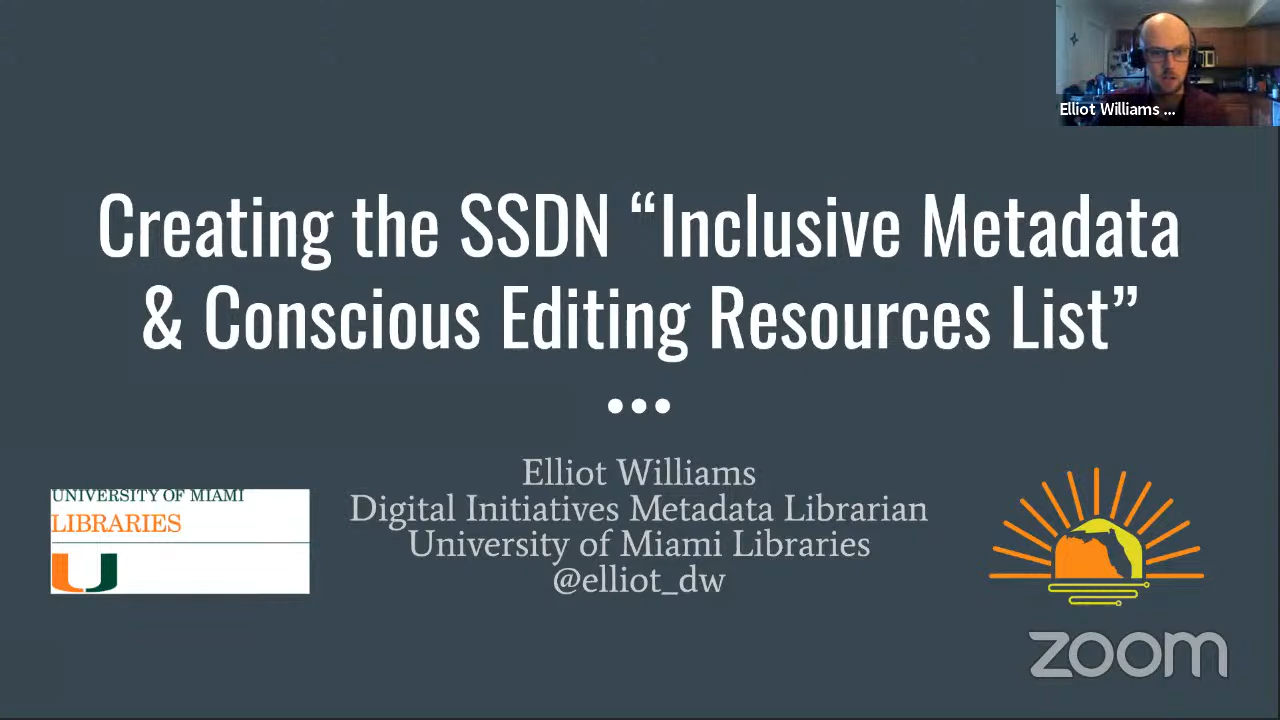 Elliot Williams ...
Creating the SSDN “Inclusive Metadata
& Conscious Editing Resources List”
Elliot Williams
Digital Initiatives Metadata Librarian
University of Miami Libraries
@elliot_dw
UNIVERSITY OF MIAMI
LIBRARIES
zoom